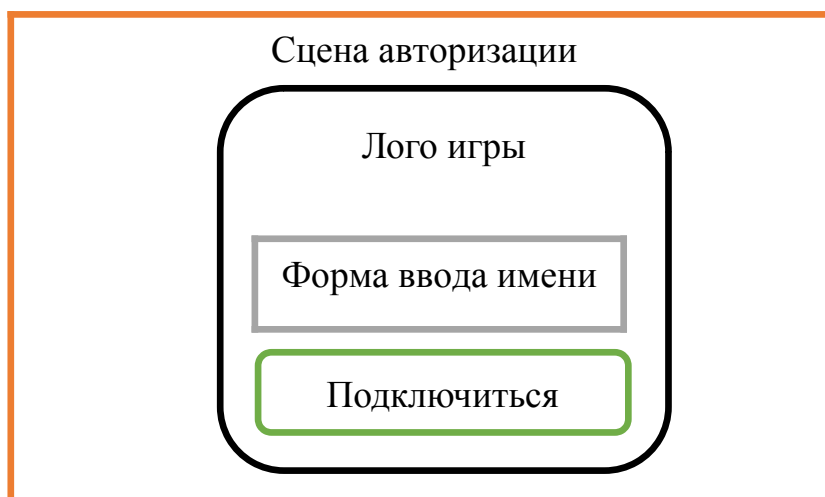 Сцена авторизации
Лого игры
Форма ввода имени
Подключиться